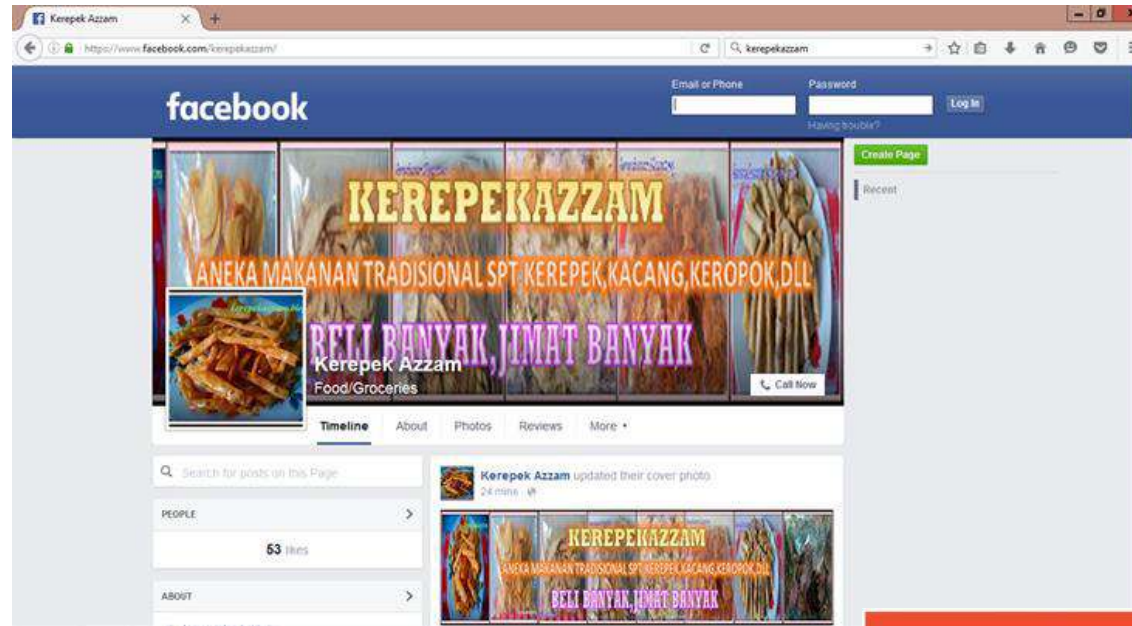 Kerepek Azzam
https://www.facebook.com/kerepekazzam/
kerepekazzam
facebook
Email or Phone
Password
Log In
Having trouble?
Create Page
Recent
KEREPEKAZZAM
ANEKA MAKANAN TRADISIONAL SPT KEREPEK,KACANG,KEROPOK,DLL
BELI BANYAK,JIMAT BANYAK
Kerepek Azzam
Food/Groceries
Call Now
Timeline About Photos Reviews More
Search for posts on this Page
PEOPLE
53 likes
ABOUT
Kerepek Azzam updated their cover photo
24 mins
KEREPEKAZZAM
ANEKA MAKANAN TRADISIONAL SPT KEREPEK,KACANG,KEROPOK,DLL
BELI BANYAK,JIMAT BANYAK